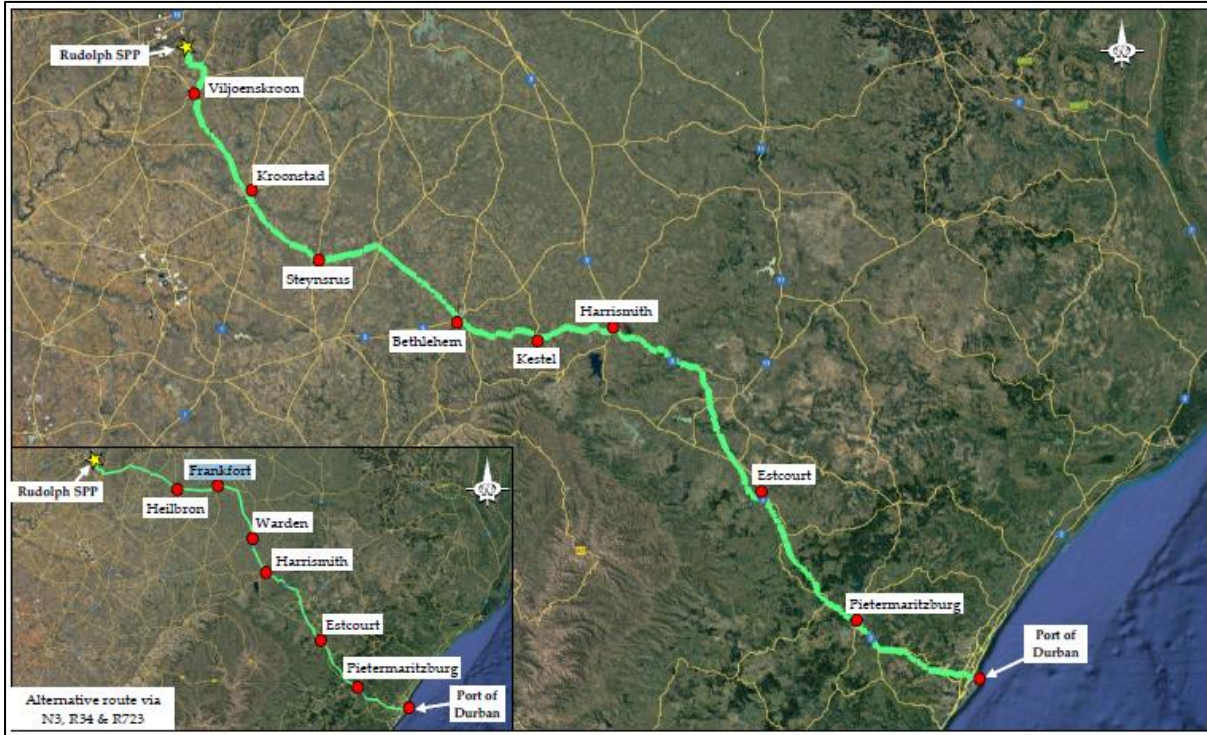 Rudolph SPP
Viljoenskroon
Kroonstad
Steynsrus
Bethlehem
Kestel
Harrismith
Estcourt
Pietermaritzburg
Port of
Durban
Rudolph SPP
Frankfort
Heilbron
Warden
Harrismith
Estcourt
Pietermaritzburg
Port of
Durban
Alternative route via
N3, R34 & R723